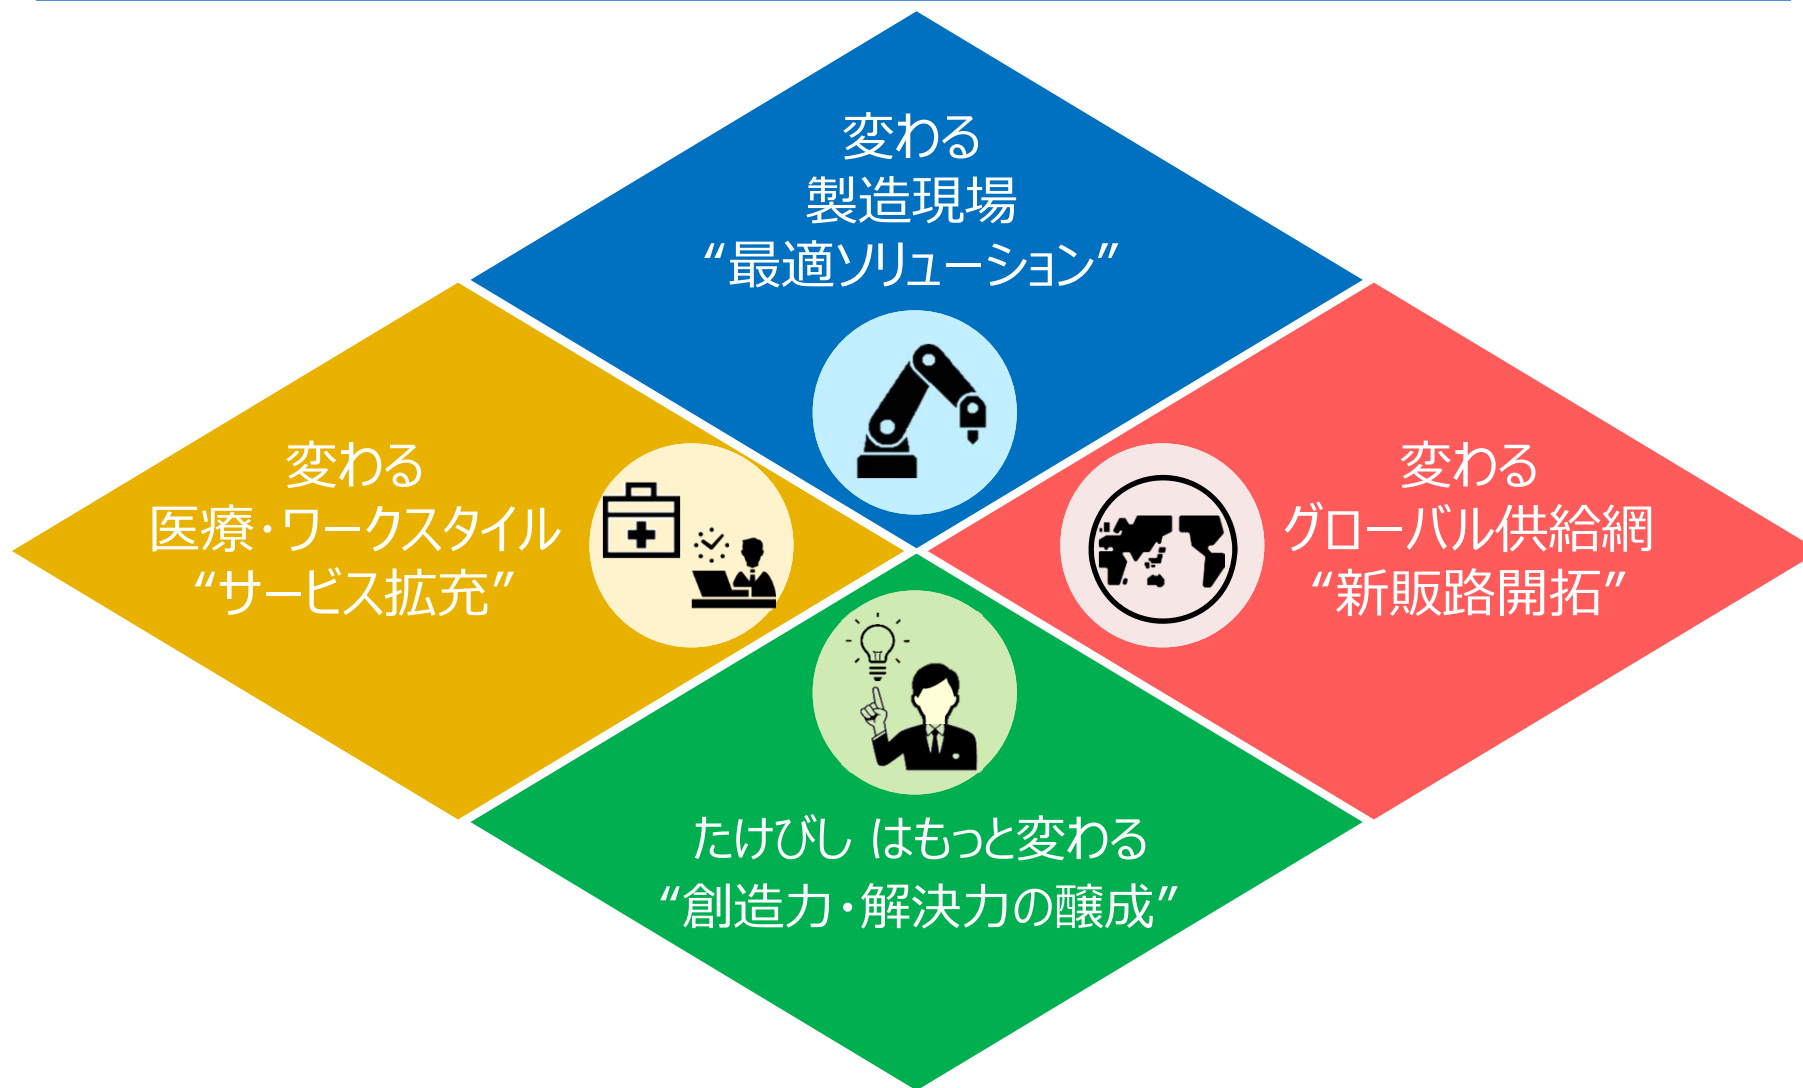 変わる
製造現場
“最適ソリューション”
変わる
医療・ワークスタイル
“サービス拡充”
変わる
グローバル供給網
“新販路開拓”
たけびし はもっと変わる
“創造力・解決力の醸成”